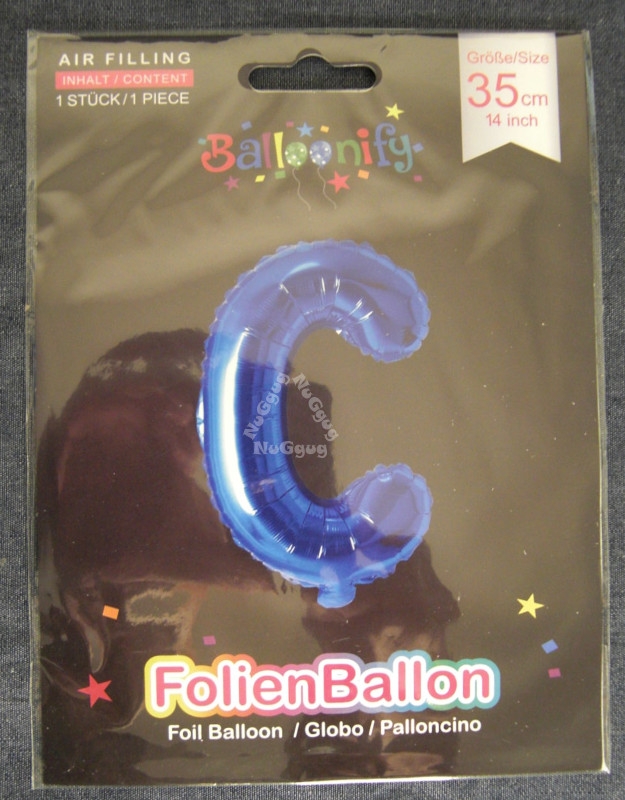 AIR FILLING
INHALT / CONTENT
1 STÜCK / 1 PIECE
Größe/Size
35cm
14 inch
Balloonify
C
NuGgug NuGgug
NuGgug
FolienBallon
Foil Balloon / Globo / Palloncino